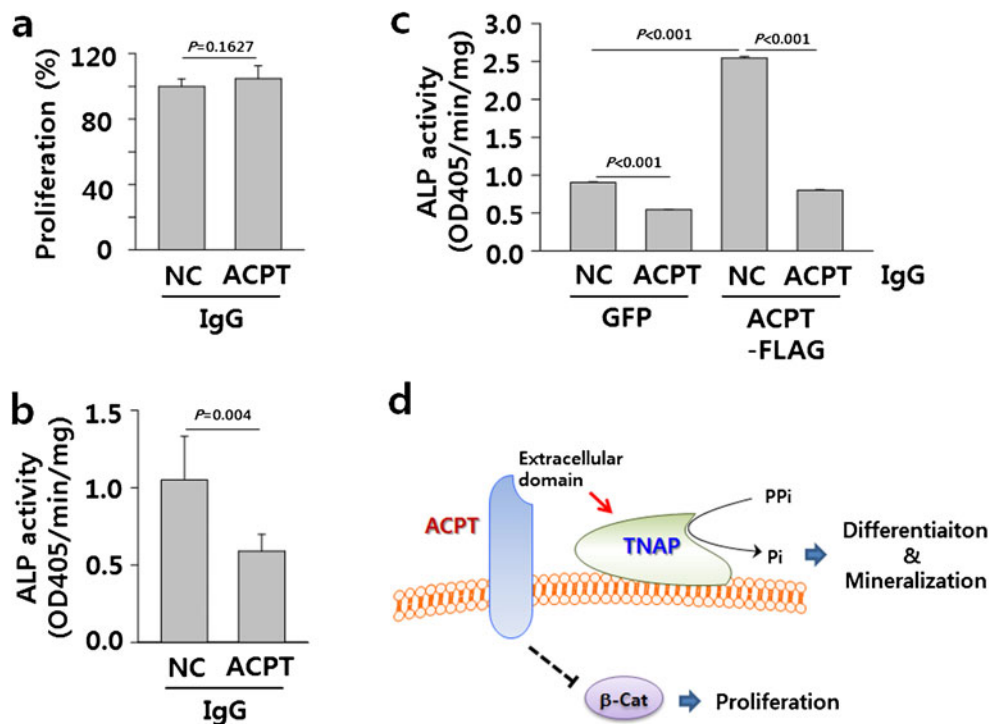 a
Proliferation (%)
120
80
40
0
P=0.1627
NC ACPT
IgG
b
ALP activity
(OD405/min/mg)
1.5
1.0
0.5
0.0
P=0.004
NC ACPT
IgG
c
ALP activity
(OD405/min/mg)
3.0
2.5
2.0
1.5
1.0
0.5
0.0
P<0.001
P<0.001
P<0.001
NC ACPT NC ACPT IgG
GFP ACPT
-FLAG
d
Extracellular
domain
ACPT
TNAP
PPi
Pi
Differentiaiton
&
Mineralization
β-Cat
Proliferation